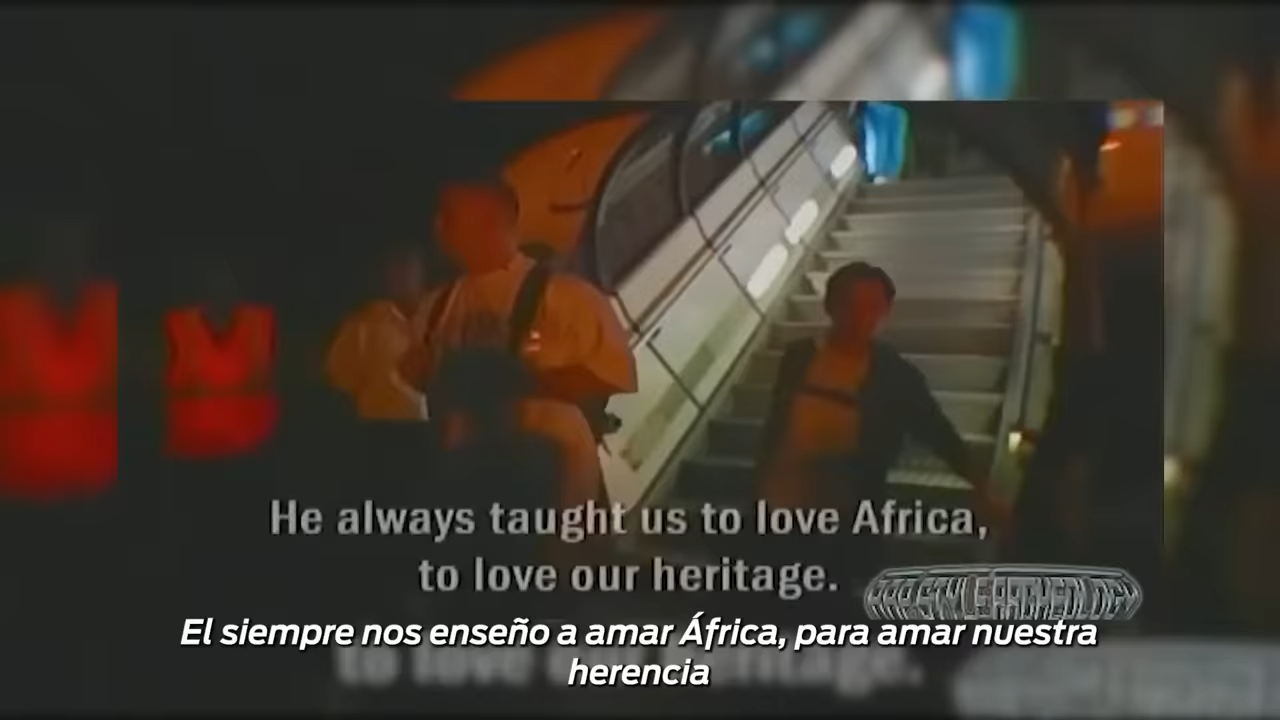 He always taught us to love Africa,
to love our heritage.
El siempre nos enseño a amar África, para amar nuestra
herencia